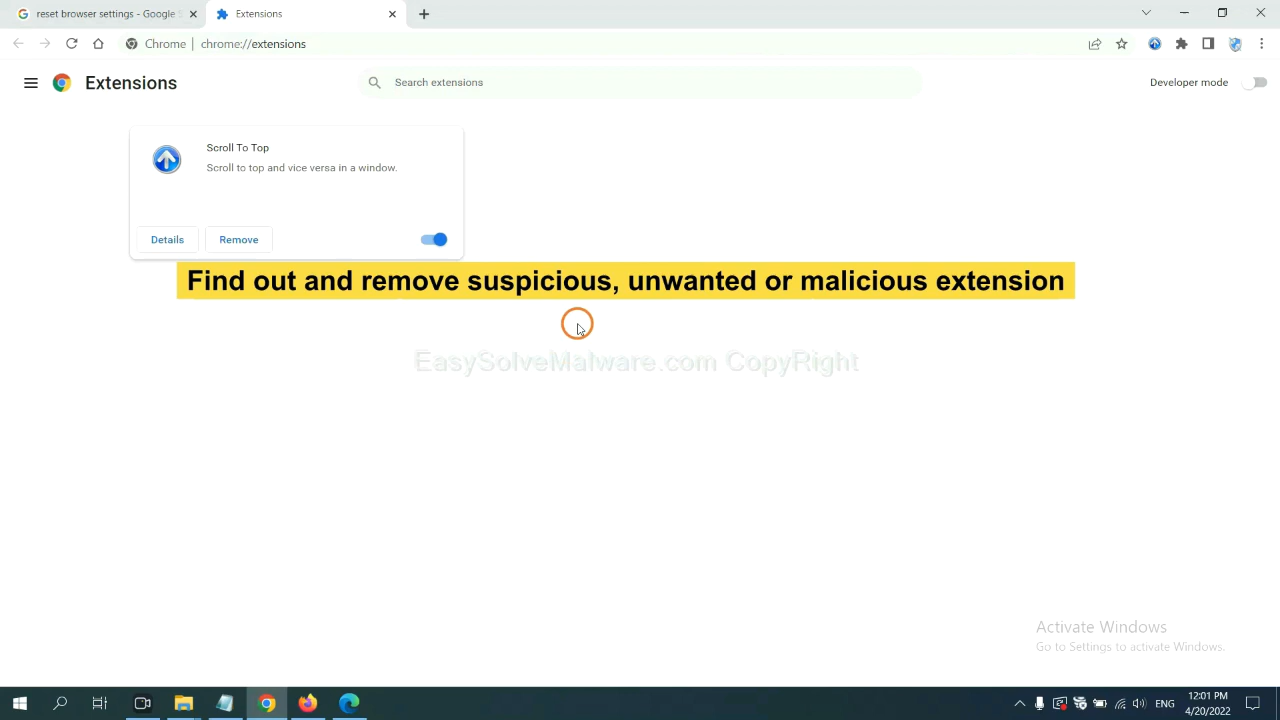 reset browser settings - Google S
Extensions
Chrome | chrome://extensions
Extensions
Search extensions
Developer mode
Scroll To Top
Scroll to top and vice versa in a window.
Details
Remove
Find out and remove suspicious, unwanted or malicious extension
EasySolveMalware.com CopyRight
Activate Windows
Go to Settings to activate Windows.
ENG
12:01 PM
4/20/2022